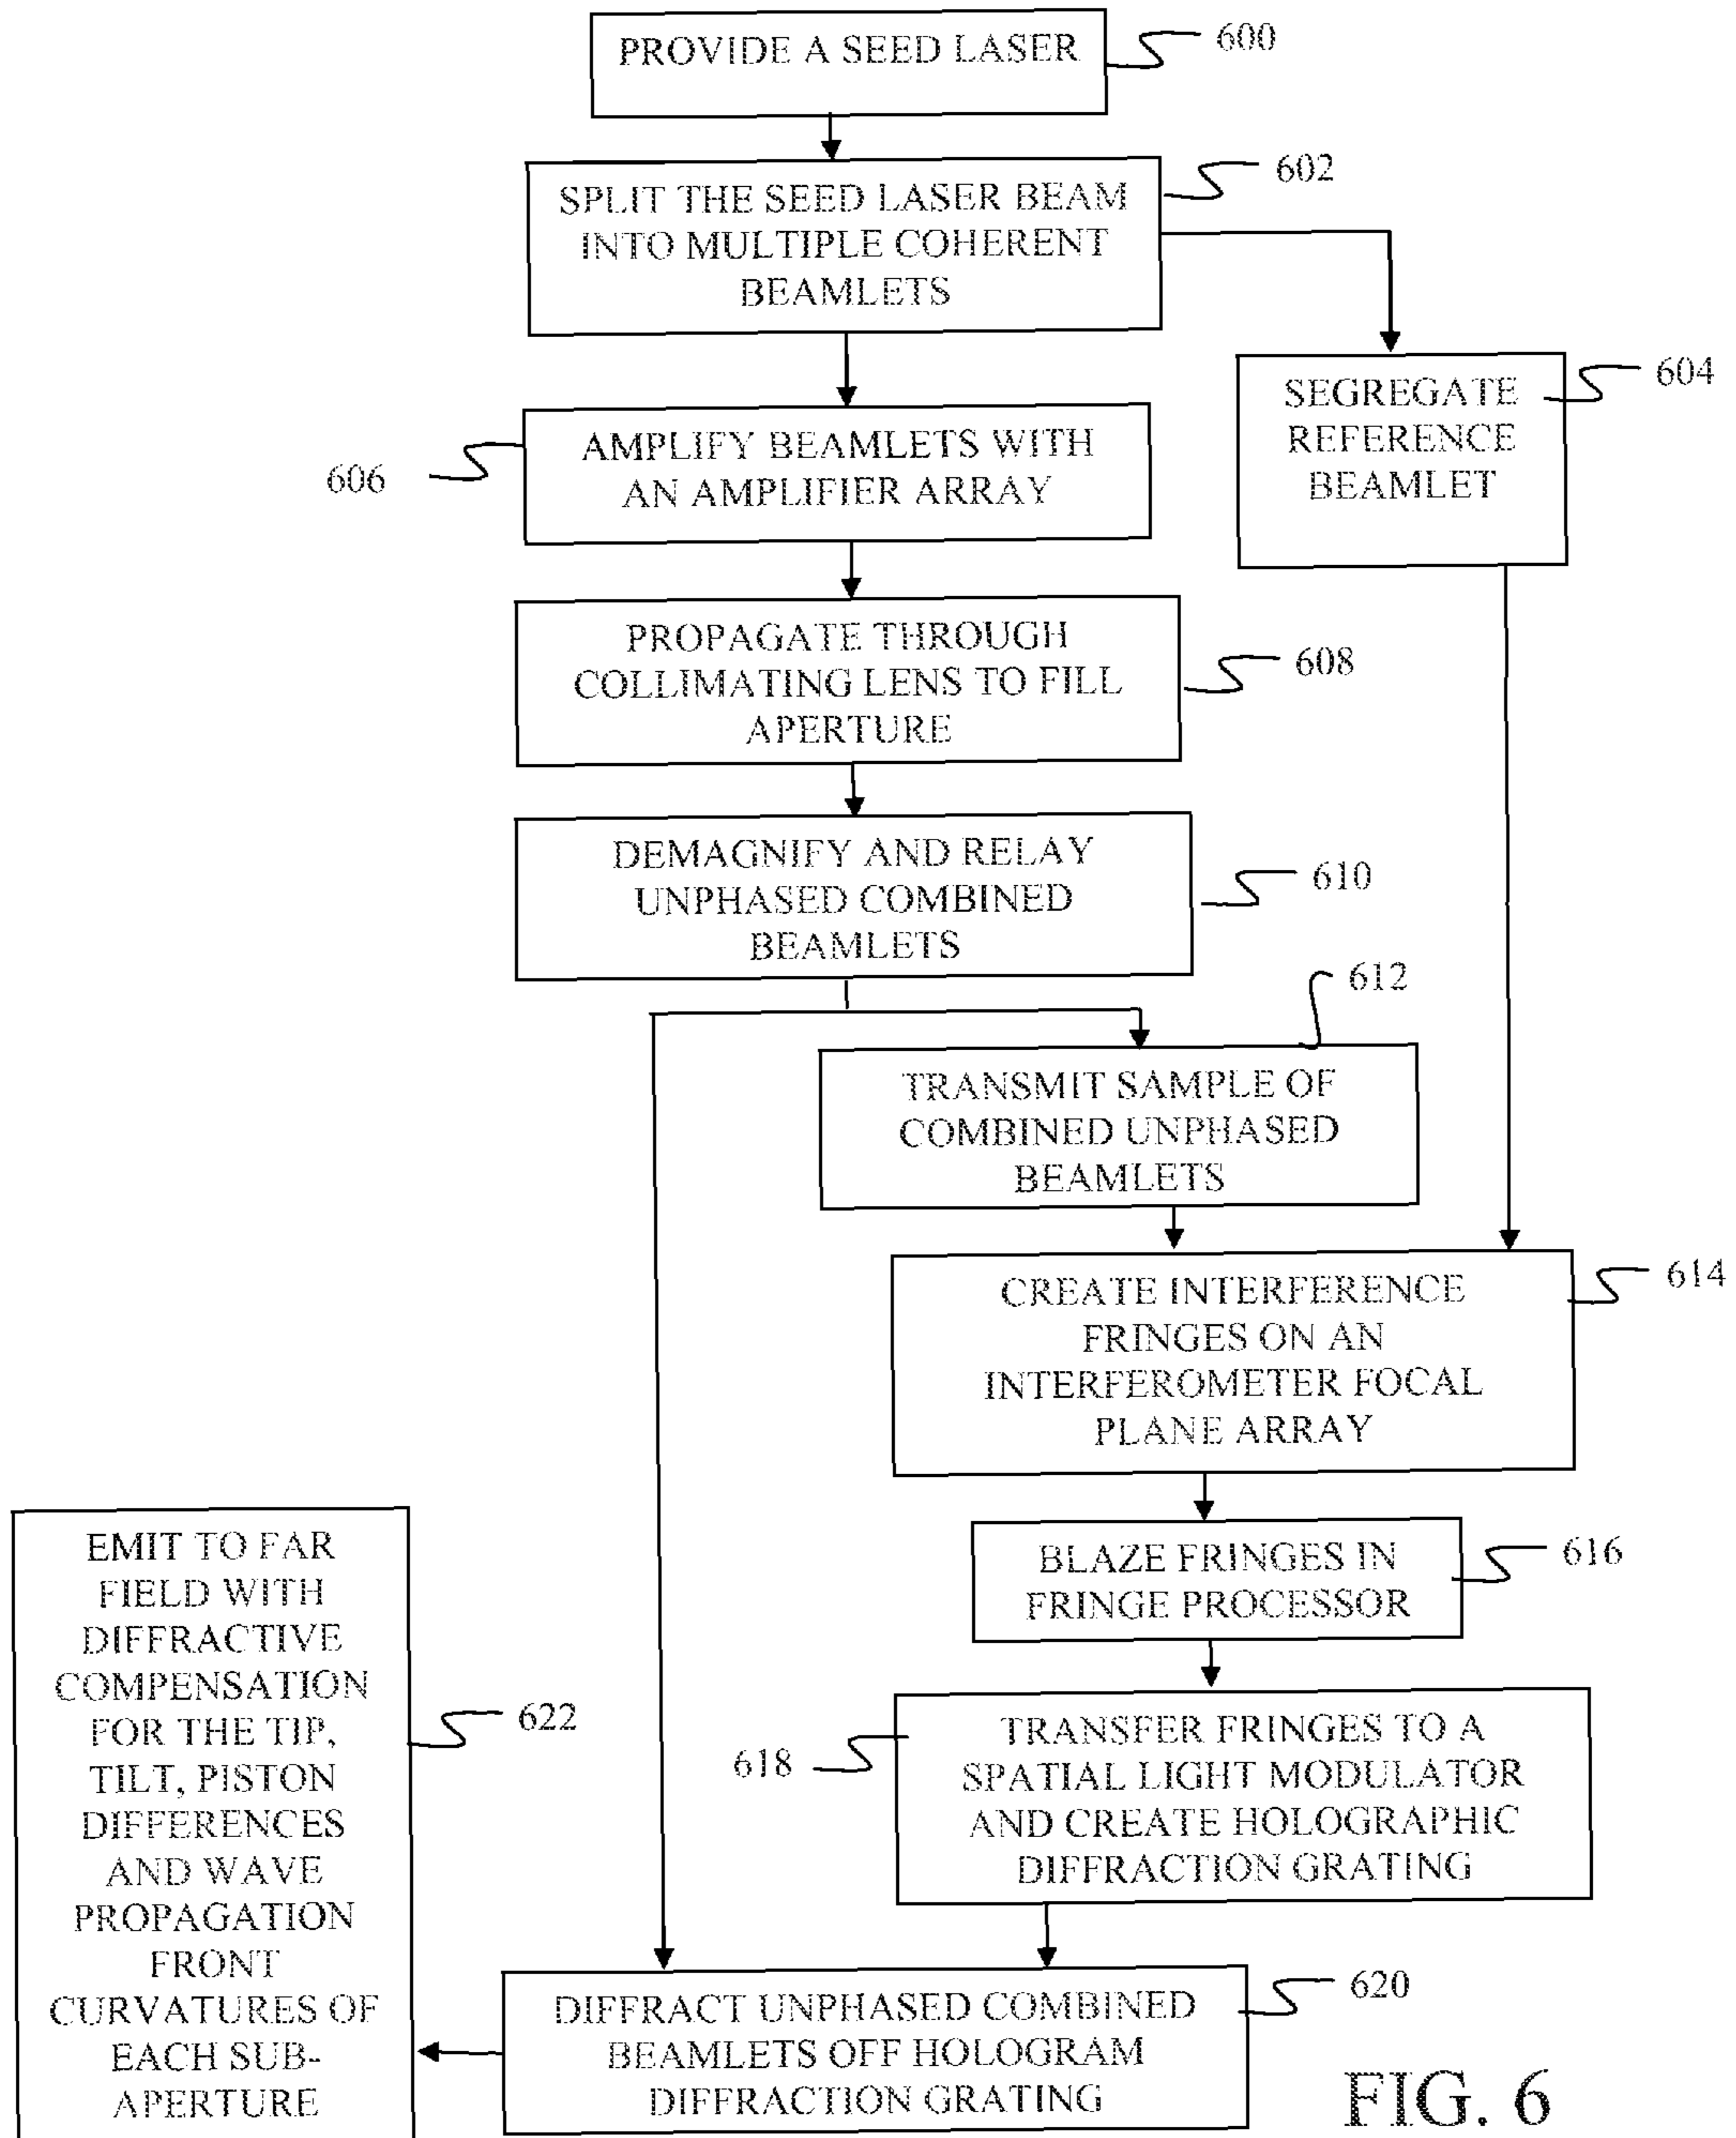 PROVIDE A SEED LASER
600
SPLIT THE SEED LASER BEAM
INTO MULTIPLE COHERENT
BEAMLETS
602
SEGREGATE
REFERENCE
BEAMLET
604
AMPLIFY BEAMLETS WITH
AN AMPLIFIER ARRAY
606
PROPAGATE THROUGH
COLLIMATING LENS TO FILL
APERTURE
608
DEMAGNIFY AND RELAY
UNPHASED COMBINED
BEAMLETS
610
612
TRANSMIT SAMPLE OF
COMBINED UNPHASED
BEAMLETS
CREATE INTERFERENCE
FRINGES ON AN
INTERFEROMETER FOCAL
PLANE ARRAY
614
BLAZE FRINGES IN
FRINGE PROCESSOR
616
TRANSFER FRINGES TO A
SPATIAL LIGHT MODULATOR
AND CREATE HOLOGRAPHIC
DIFFRACTION GRATING
618
DIFFRACT UNPHASED COMBINED
BEAMLETS OFF HOLOGRAM
DIFFRACTION GRATING
620
EMIT TO FAR
FIELD WITH
DIFFRACTIVE
COMPENSATION
FOR THE TIP,
TILT, PISTON
DIFFERENCES
AND WAVE
PROPAGATION
FRONT
CURVATURES OF
EACH SUB-
APERTURE
622
FIG. 6